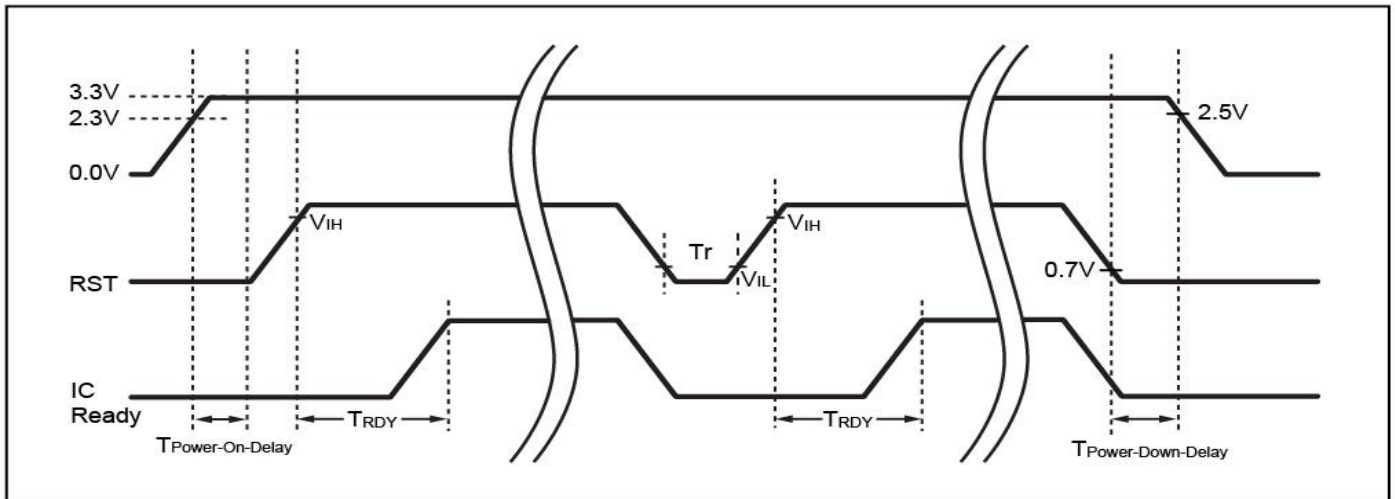 3.3V
2.3V
2.5V
0.0V
VIH
Tr
VIH
RST
VIL
0.7V
IC
Ready
TRDY
TRDY
TPower-On-Delay
TPower-Down-Delay